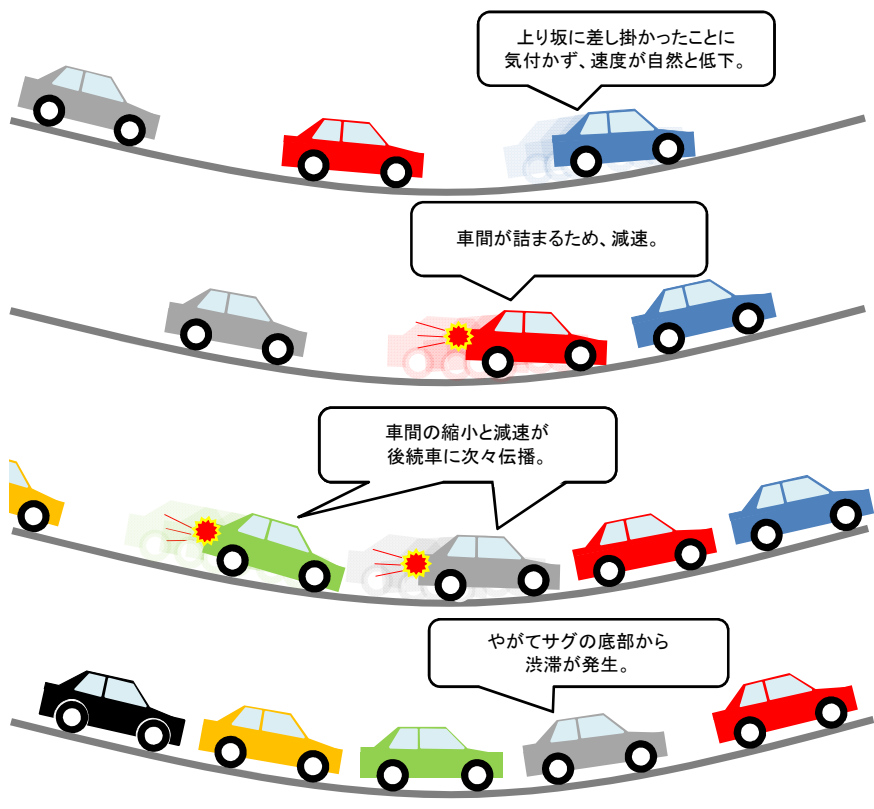 上り坂に差し掛かったことに
気付かず、速度が自然と低下。
車間が詰まるため、減速。
車間の縮小と減速が
後続車に次々伝播。
やがてサグの底部から
渋滞が発生。